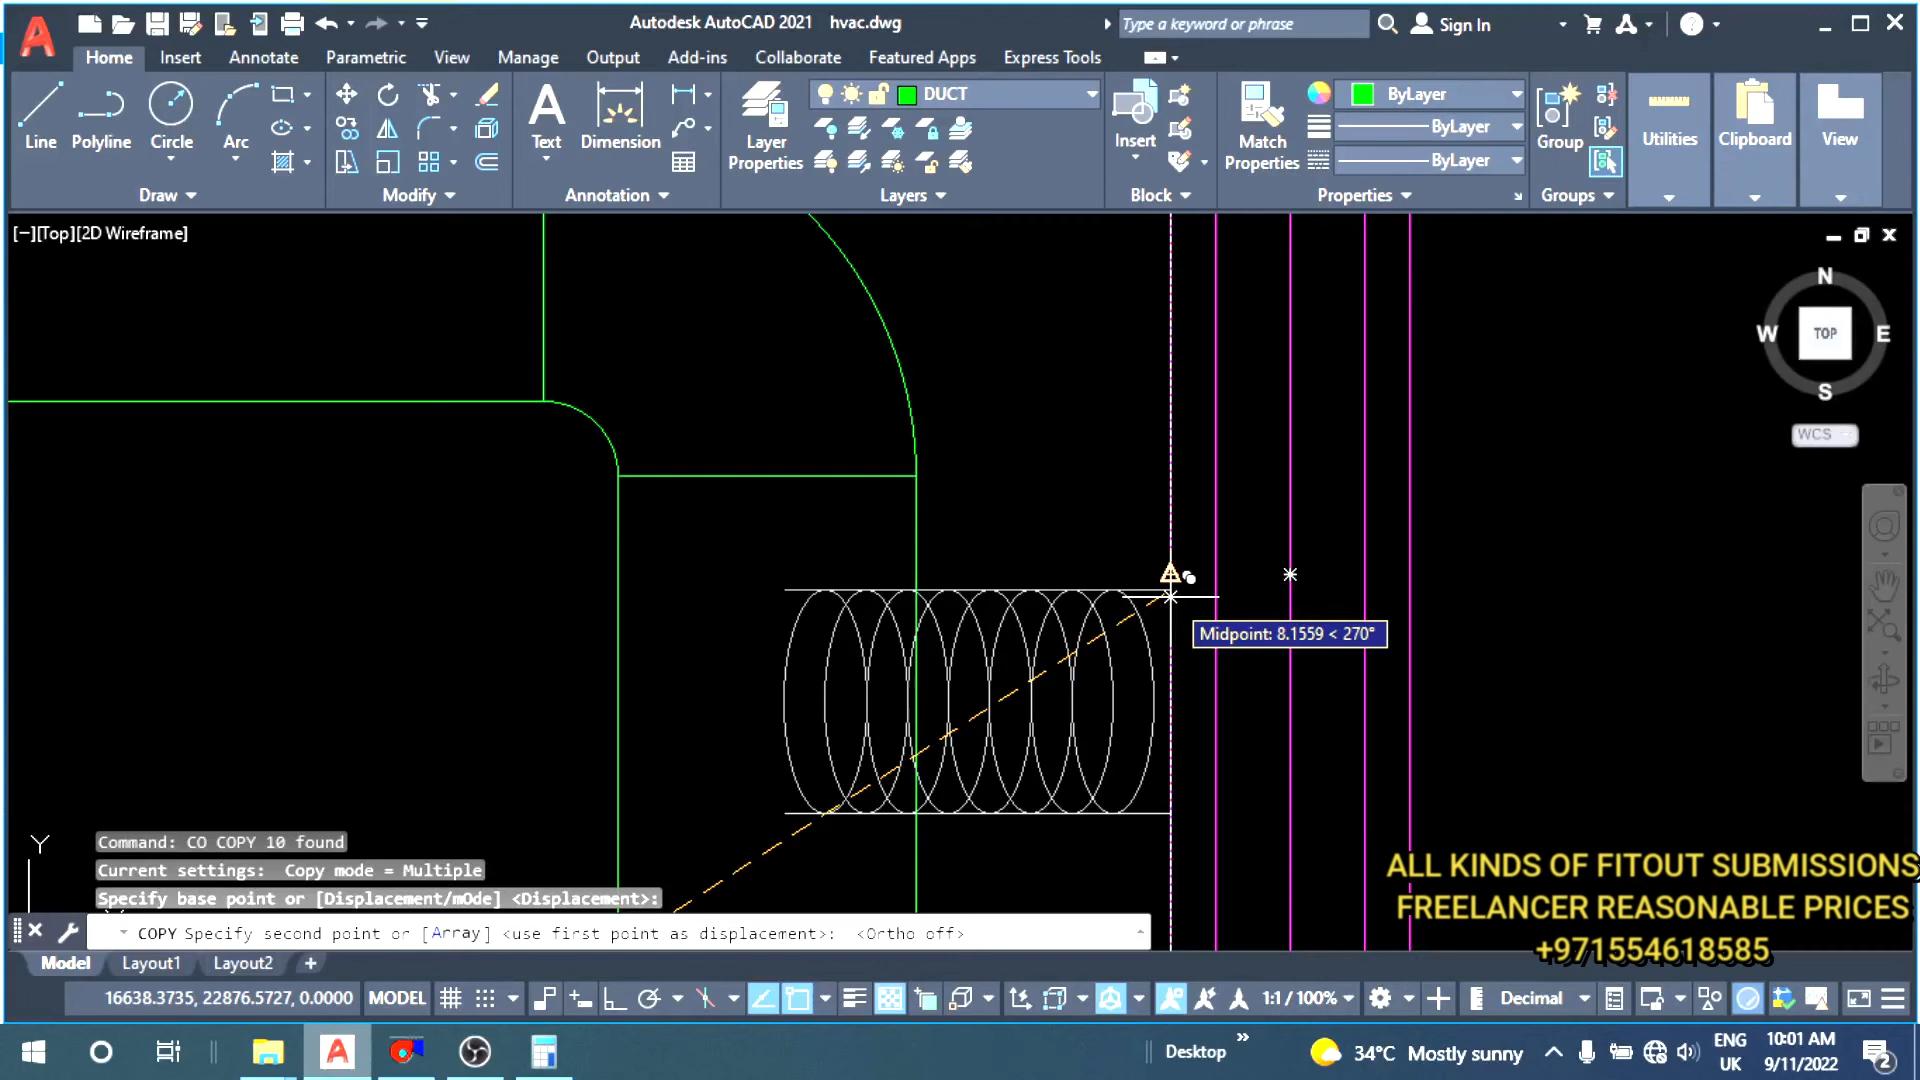 Autodesk AutoCAD 2021 hvac.dwg
Type a keyword or phrase
Sign In
Home Insert Annotate Parametric View Manage Output Add-ins Collaborate Featured Apps Express Tools
DUCT
ByLayer
ByLayer
ByLayer
Line Polyline Circle Arc Text Dimension Layer Properties Insert Match Properties Group Utilities Clipboard View
Draw Modify Annotation Layers Block Properties Groups
[−][Top][2D Wireframe]
N
W TOP E
S
WCS
Midpoint: 8.1559 < 270°
Y
Command: CO COPY 10 found
Current settings: Copy mode = Multiple
Specify base point or [Displacement/mOde] <Displacement>:
COPY Specify second point or [Array] <use first point as displacement>: <Ortho off>
ALL KINDS OF FITOUT SUBMISSIONS
FREELANCER REASONABLE PRICES
+971554618585
Model Layout1 Layout2 +
16638.3735, 22876.5727, 0.0000 MODEL 1:1 / 100% Decimal
Desktop 34°C Mostly sunny
ENG
UK
10:01 AM
9/11/2022
2